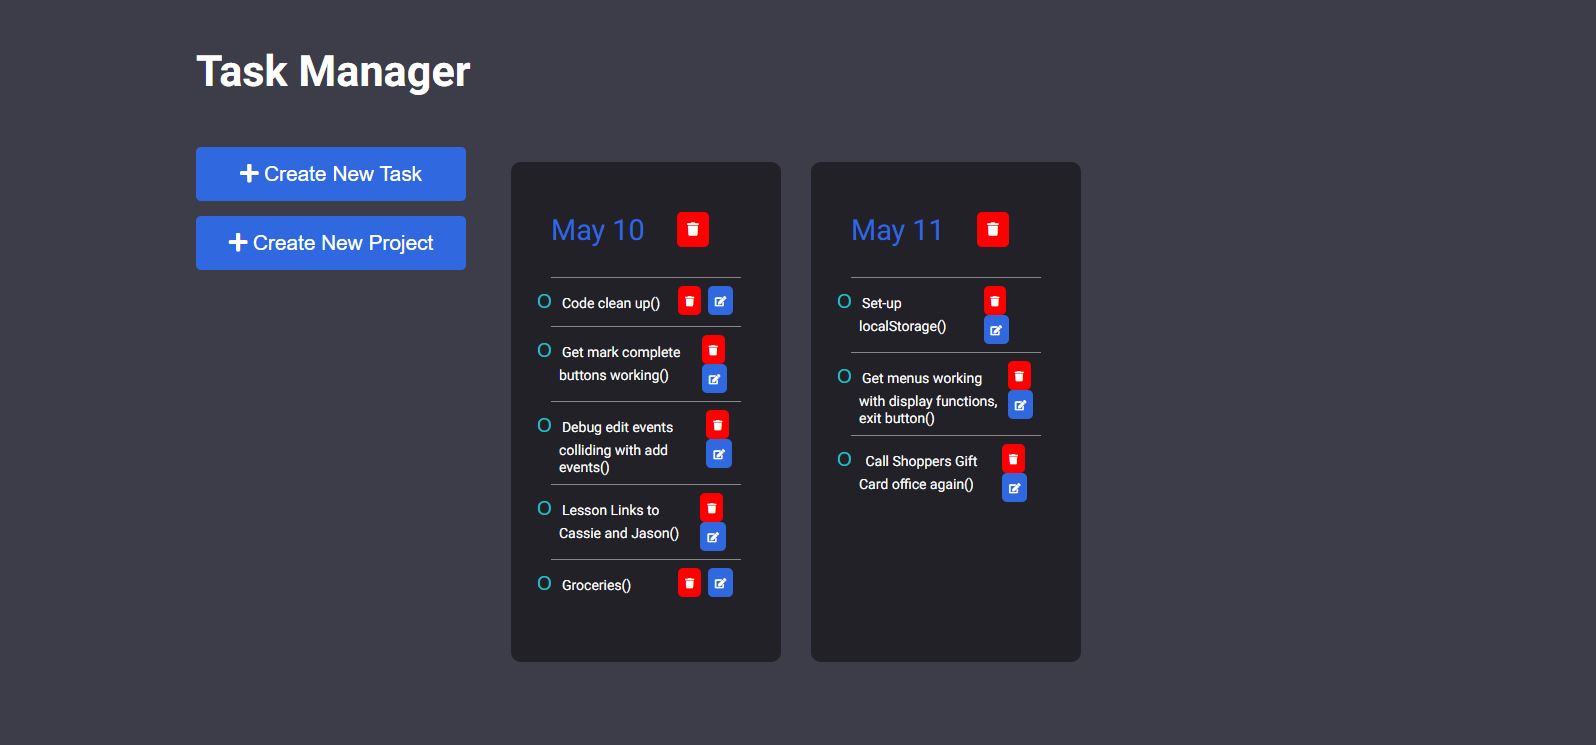 Task Manager
Create New Task
Create New Project
May 10
O Code clean up()
O Get mark complete
buttons working()
O Debug edit events
colliding with add
events()
O Lesson Links to
Cassie and Jason()
O Groceries()
May 11
O Set-up
localStorage()
O Get menus working
with display functions,
exit button()
O Call Shoppers Gift
Card office again()